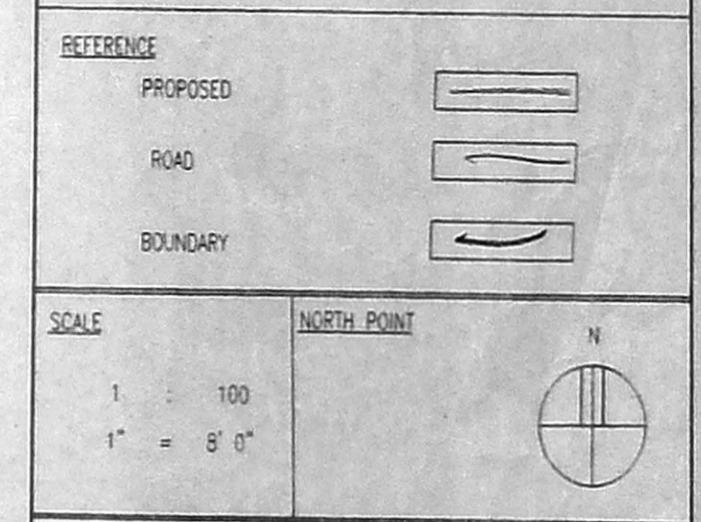 REFERENCE
PROPOSED
ROAD
BOUNDARY
SCALE
1 : 100
1" = 8' 0"
NORTH POINT
N